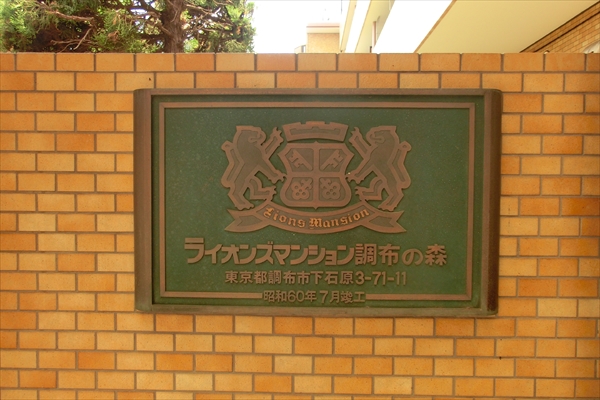 Lions Mansion
ライオンズマンション調布の森
東京都調布市下石原3-71-11
昭和60年7月竣工